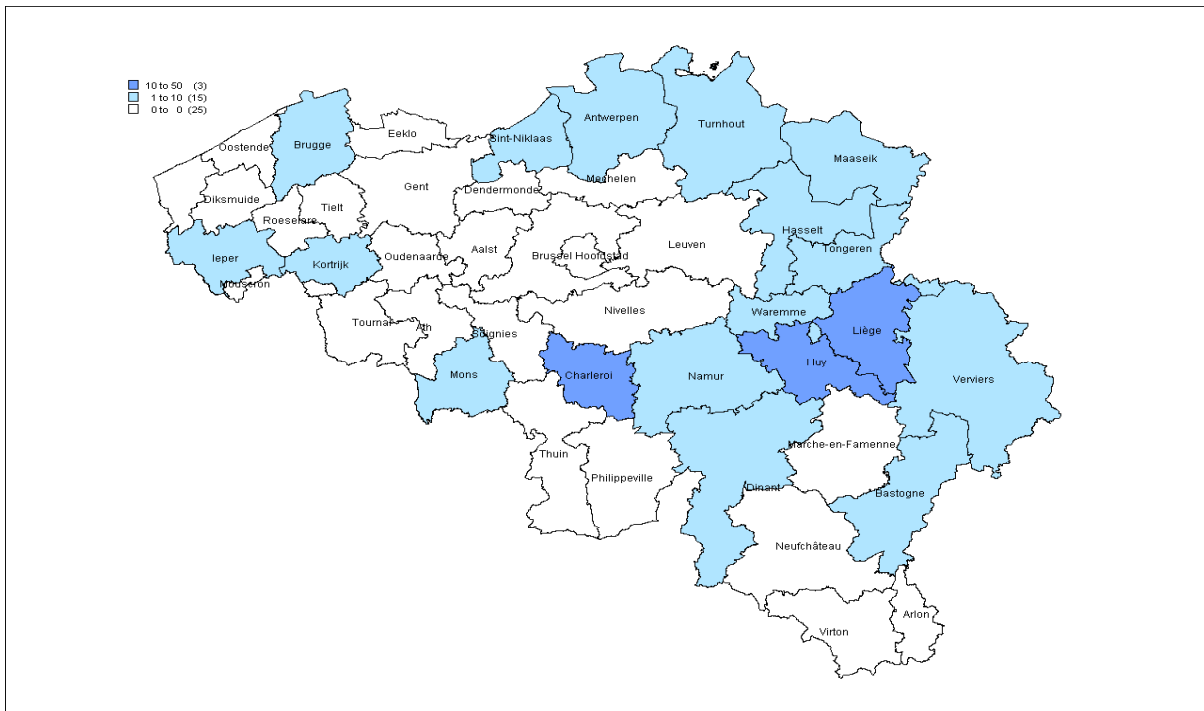 10 to 50 (3)
1 to 10 (15)
0 to 0 (25)
Antwerpen
Turnhout
Eeklo
Sint-Niklaas
Oostende
Brugge
Maaseik
Mechelen
Gent
Dendermonde
Diksmuide
Tielt
Roeselare
Hasselt
Leuven
Tongeren
Aalst
Ieper
Oudenaarde
Brussel Hoofdstad
Kortrijk
Mouscron
Nivelles
Waremme
Tournai
Ath
Soignies
Liège
Huy
Mons
Charleroi
Namur
Verviers
Marche-en-Famenne
Thuin
Philippeville
Dinant
Bastogne
Neufchâteau
Arlon
Virton